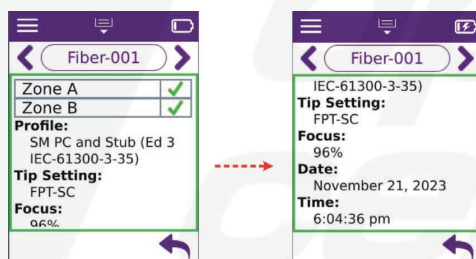 Fiber-001
Zone A
Zone B
Profile:
SM PC and Stub (Ed 3
IEC-61300-3-35)
Tip Setting:
FPT-SC
Focus:
96%
Fiber-001
IEC-61300-3-35)
Tip Setting:
FPT-SC
Focus:
96%
Date:
November 21, 2023
Time:
6:04:36 pm